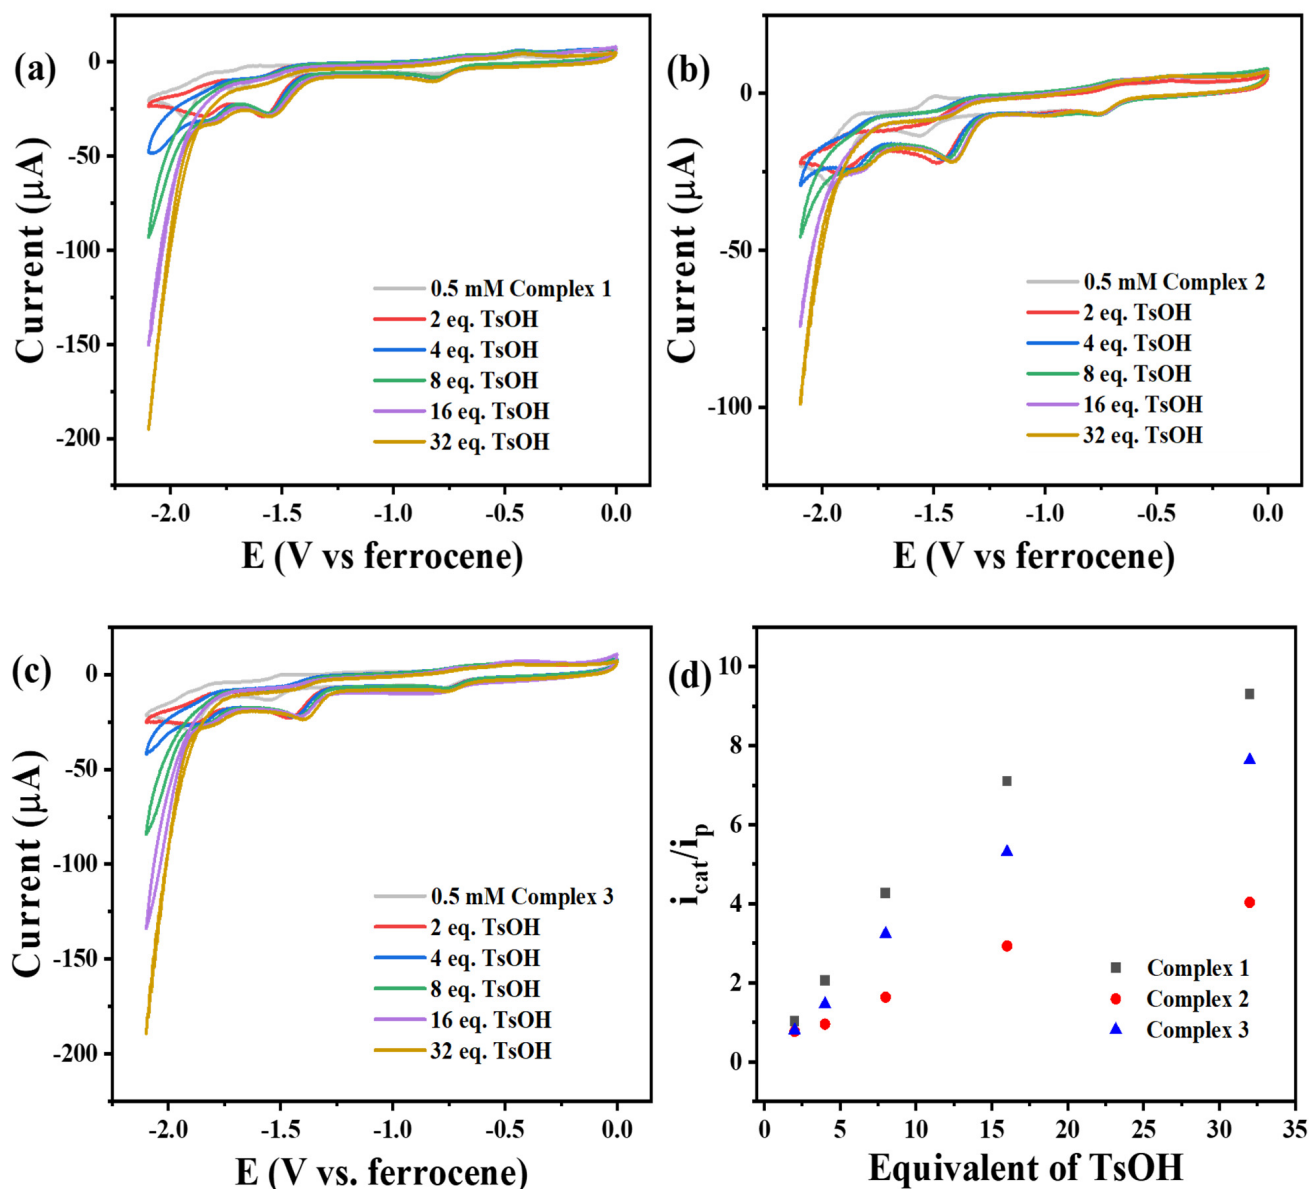 (a)
0
-50
-100
-150
-200
Current (μA)
0.5 mM Complex 1
2 eq. TsOH
4 eq. TsOH
8 eq. TsOH
16 eq. TsOH
32 eq. TsOH
-2.0 -1.5 -1.0 -0.5 0.0
E (V vs ferrocene)
(b)
0
-50
-100
Current (μA)
0.5 mM Complex 2
2 eq. TsOH
4 eq. TsOH
8 eq. TsOH
16 eq. TsOH
32 eq. TsOH
-2.0 -1.5 -1.0 -0.5 0.0
E (V vs ferrocene)
(c)
0
-50
-100
-150
-200
Current (μA)
0.5 mM Complex 3
2 eq. TsOH
4 eq. TsOH
8 eq. TsOH
16 eq. TsOH
32 eq. TsOH
-2.0 -1.5 -1.0 -0.5 0.0
E (V vs. ferrocene)
(d)
10
8
6
4
2
0
i_cat/i_p
Complex 1
Complex 2
Complex 3
0 5 10 15 20 25 30 35
Equivalent of TsOH